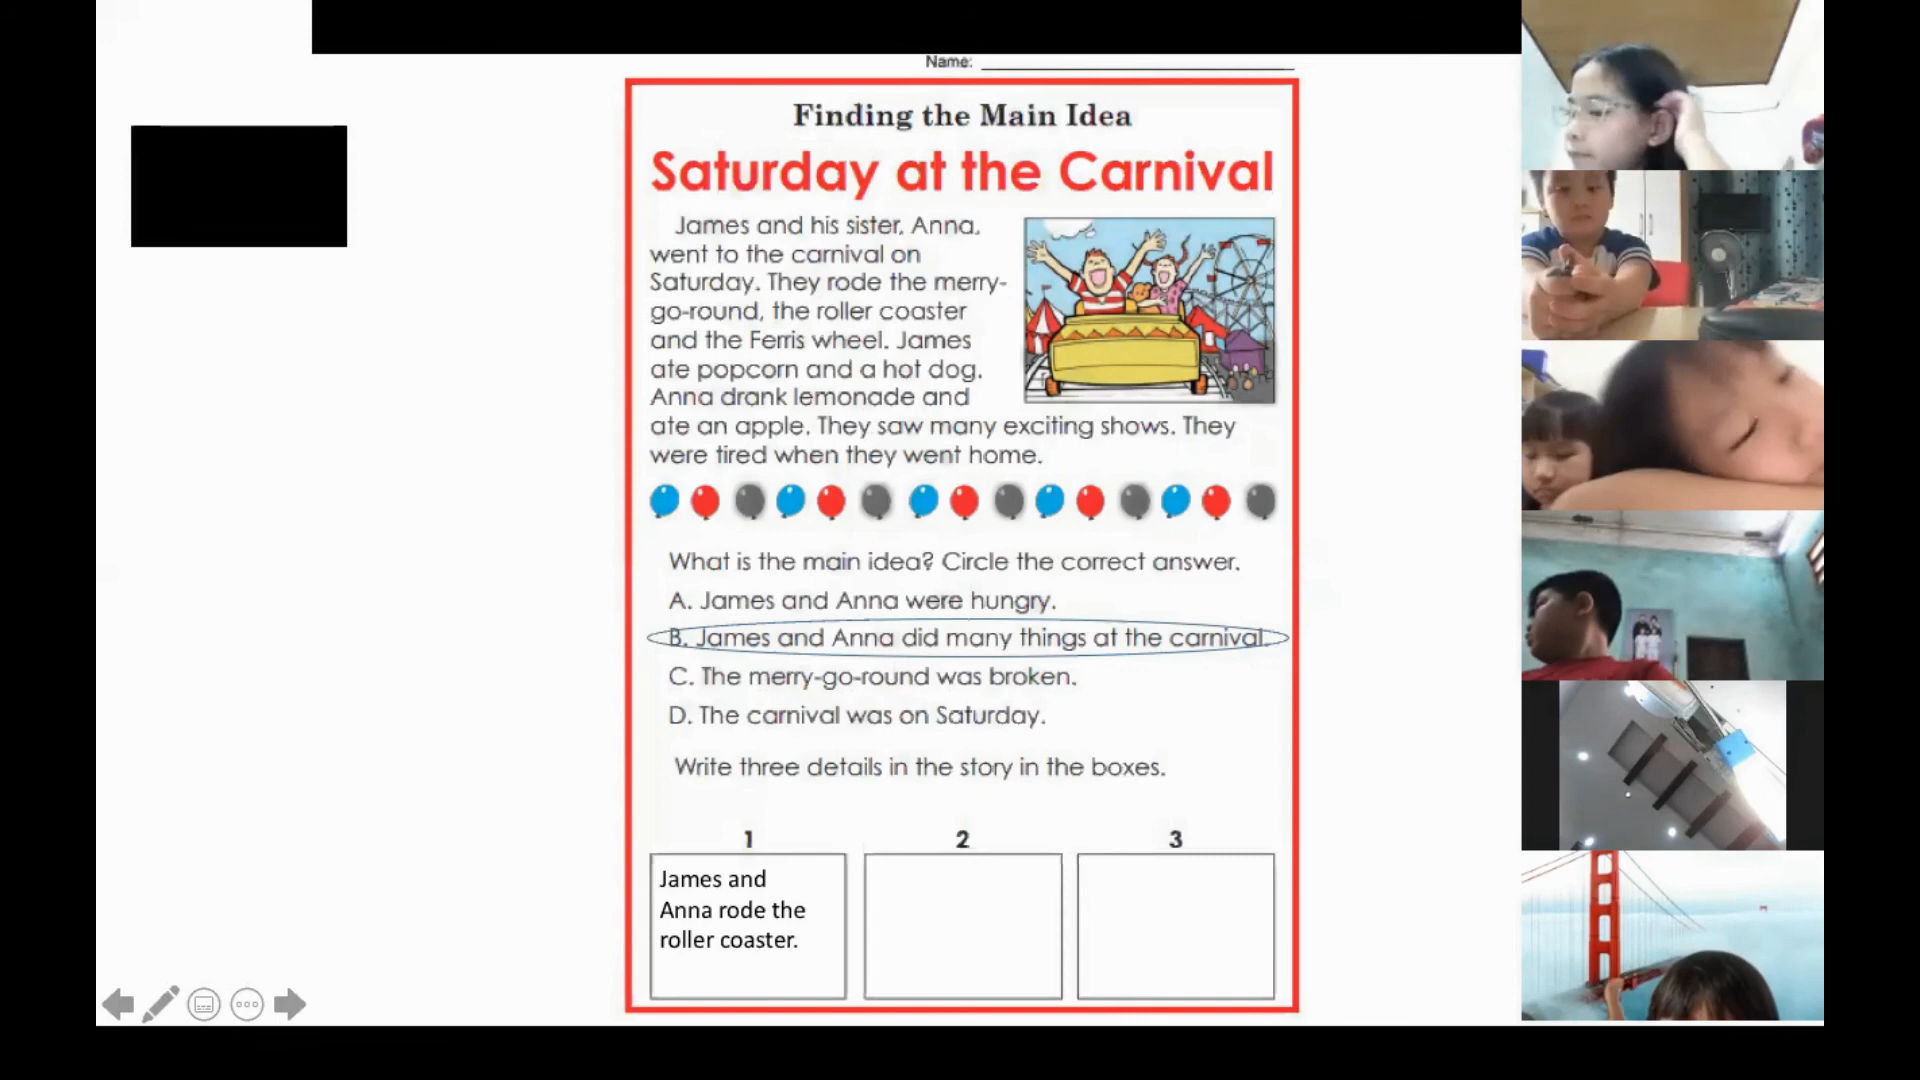 Name:
Finding the Main Idea
Saturday at the Carnival
James and his sister, Anna,
went to the carnival on
Saturday. They rode the merry-
go-round, the roller coaster
and the Ferris wheel. James
ate popcorn and a hot dog.
Anna drank lemonade and
ate an apple. They saw many exciting shows. They
were tired when they went home.
What is the main idea? Circle the correct answer.
A. James and Anna were hungry.
B. James and Anna did many things at the carnival.
C. The merry-go-round was broken.
D. The carnival was on Saturday.
Write three details in the story in the boxes.
1 2 3
James and
Anna rode the
roller coaster.